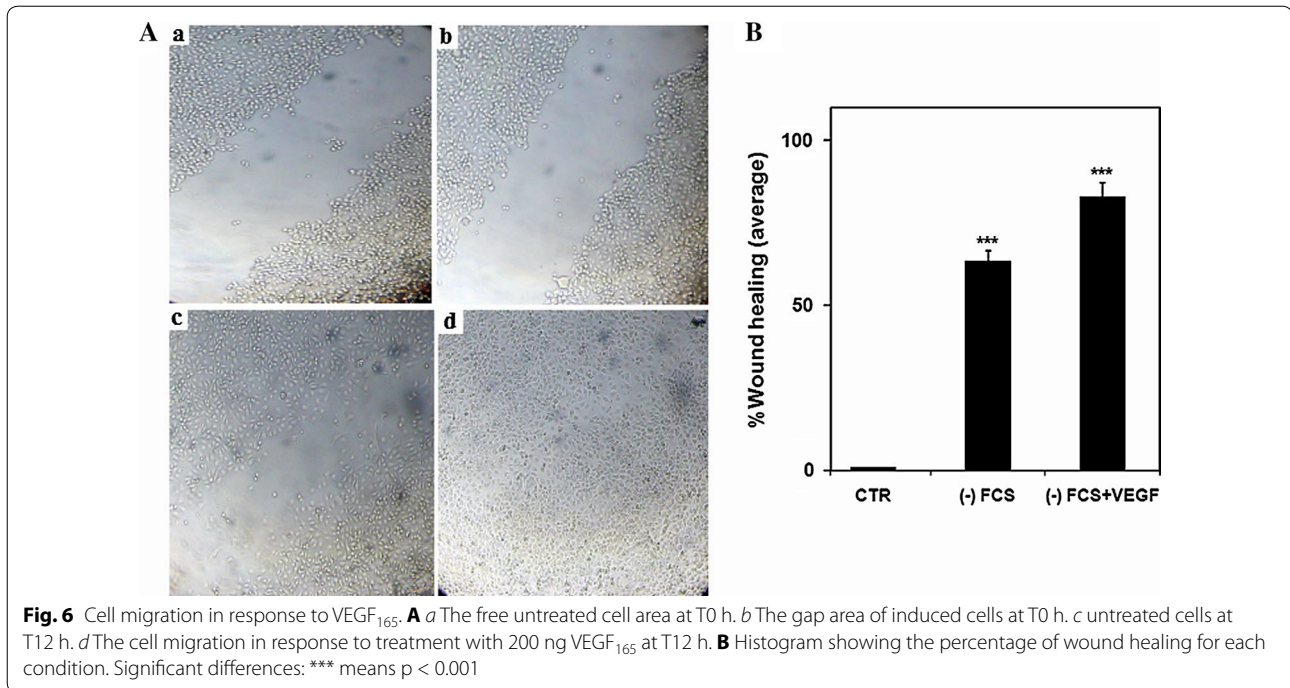 A a b B
c d
% Wound healing (average)
100
50
0
*** ***
CTR (-) FCS (-) FCS+VEGF
Fig. 6 Cell migration in response to VEGF165. A a The free untreated cell area at T0 h. b The gap area of induced cells at T0 h. c untreated cells at
T12 h. d The cell migration in response to treatment with 200 ng VEGF165 at T12 h. B Histogram showing the percentage of wound healing for each
condition. Significant differences: *** means p < 0.001